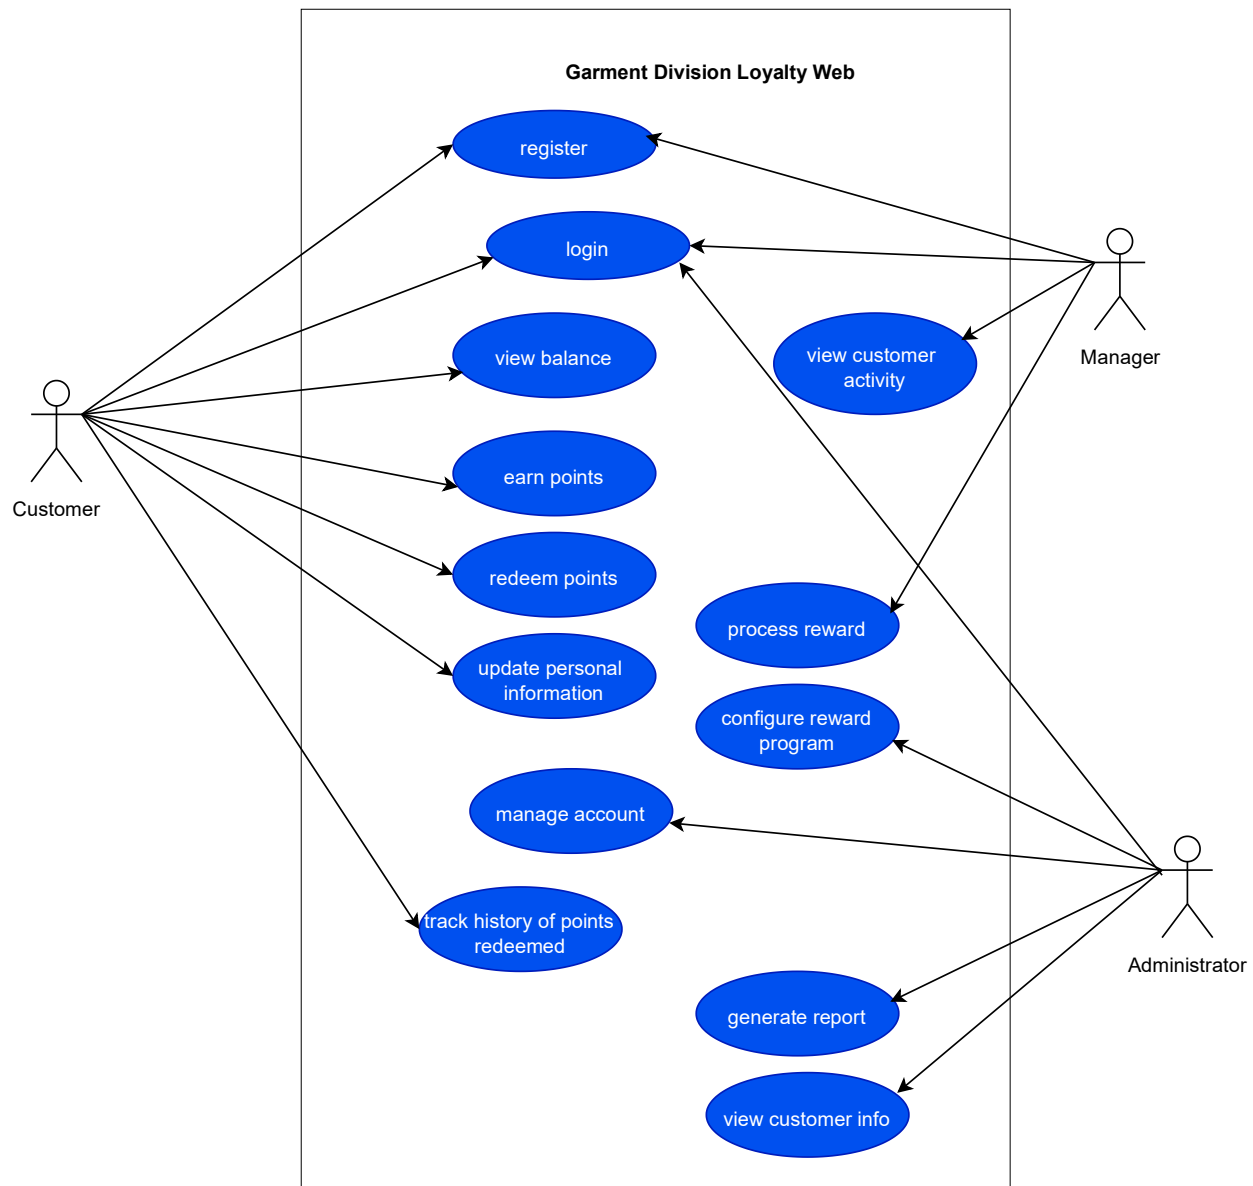 Garment Division Loyalty Web
register
login
view balance
view customer
activity
Manager
earn points
Customer
redeem points
process reward
update personal
information
configure reward
program
manage account
track history of points
redeemed
Administrator
generate report
view customer info